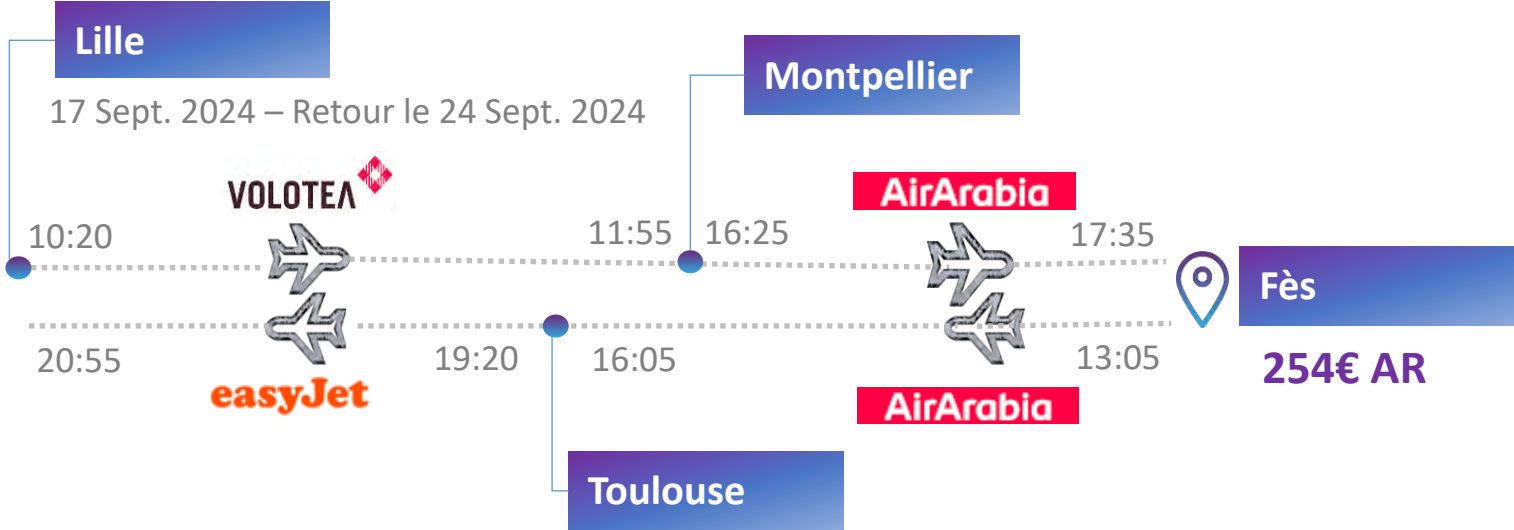 Lille
Montpellier
17 Sept. 2024 – Retour le 24 Sept. 2024
VOLOTEA
AirArabia
10:20
11:55
16:25
17:35
Fès
20:55
19:20
16:05
13:05
254€ AR
easyJet
AirArabia
Toulouse